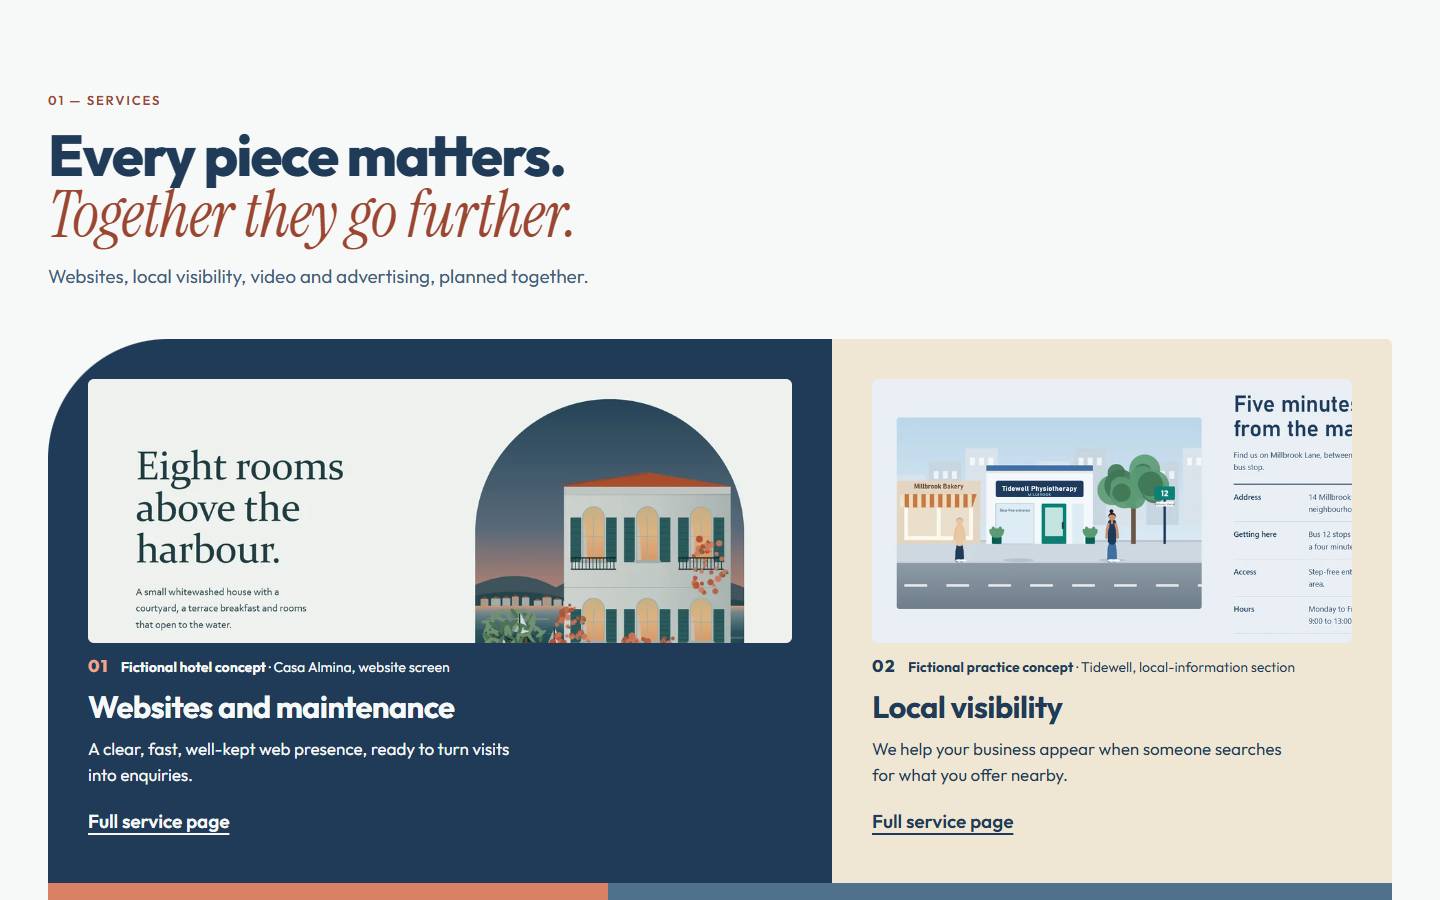 01 — SERVICES
Every piece matters.
Together they go further.
Websites, local visibility, video and advertising, planned together.
Eight rooms
above the
harbour.
A small whitewashed house with a
courtyard, a terrace breakfast and rooms
that open to the water.
01 Fictional hotel concept · Casa Almina, website screen
Websites and maintenance
A clear, fast, well-kept web presence, ready to turn visits
into enquiries.
Full service page
Millbrook Bakery
Tidewell Physiotherapy
MILLBROOK
Step-free entrance
12
Five minutes
from the ma
Find us on Millbrook Lane, between
bus stop.
Address 14 Millbrook
neighbourho
Getting here Bus 12 stops
a four minute
Access Step-free ent
area.
Hours Monday to Fr
9:00 to 13:00
02 Fictional practice concept · Tidewell, local-information section
Local visibility
We help your business appear when someone searches
for what you offer nearby.
Full service page